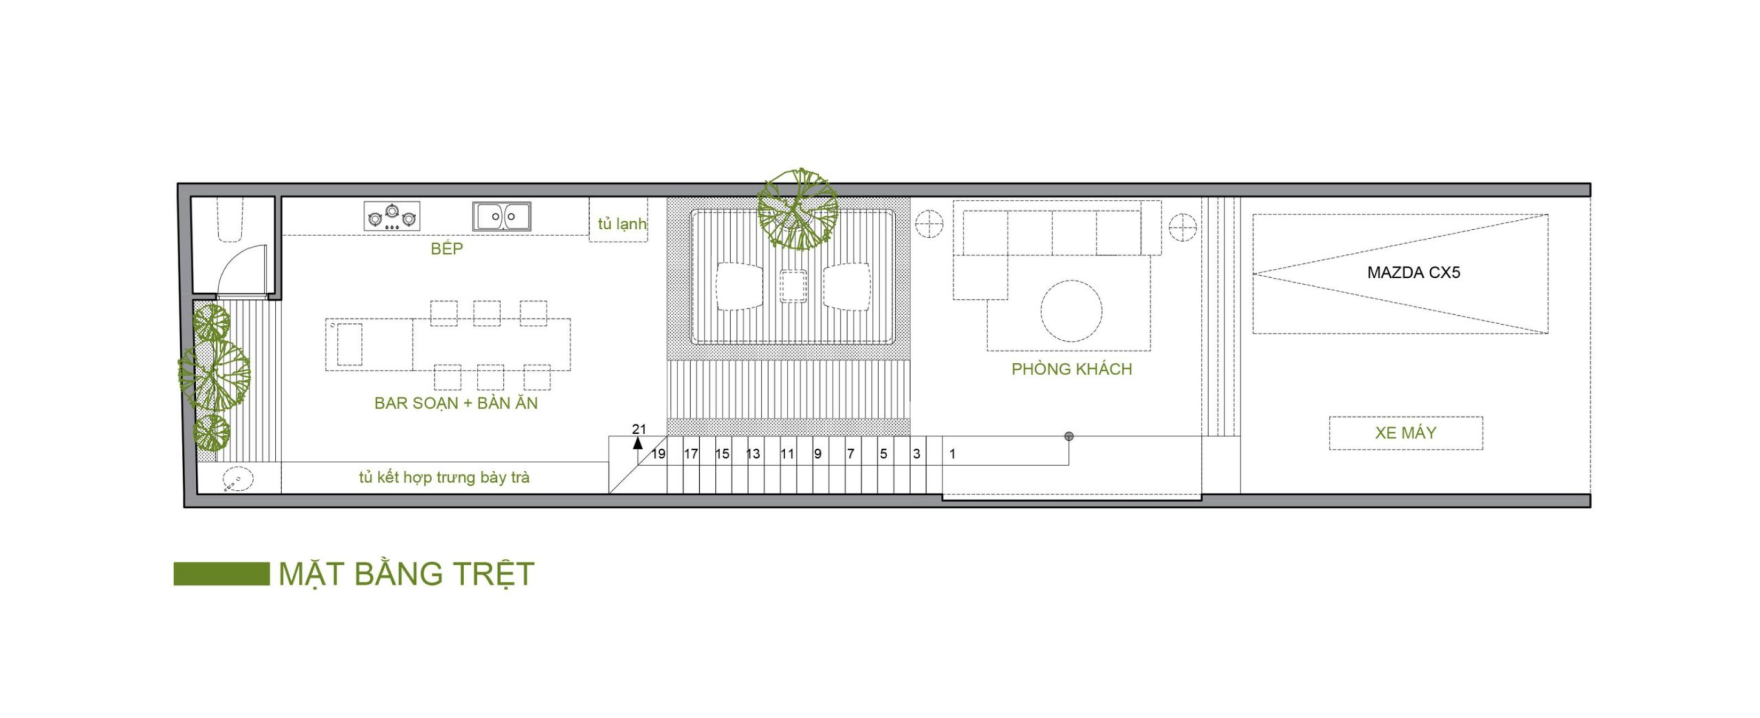 tủ lạnh
BẾP
MAZDA CX5
PHÒNG KHÁCH
BAR SOẠN + BÀN ĂN
XE MÁY
21
19 17 15 13 11 9 7 5 3 1
tủ kết hợp trưng bày trà
MẶT BẰNG TRỆT